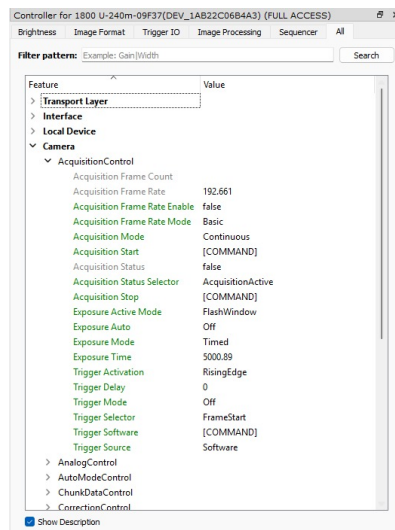 Controller for 1800 U-240m-09F37(DEV_1AB22C06B4A3) (FULL ACCESS)
Brightness Image Format Trigger IO Image Processing Sequencer All
Filter pattern: Example: Gain|Width Search
Feature Value
Transport Layer
Interface
Local Device
Camera
AcquisitionControl
Acquisition Frame Count
Acquisition Frame Rate 192.661
Acquisition Frame Rate Enable false
Acquisition Frame Rate Mode Basic
Acquisition Mode Continuous
Acquisition Start [COMMAND]
Acquisition Status false
Acquisition Status Selector AcquisitionActive
Acquisition Stop [COMMAND]
Exposure Active Mode FlashWindow
Exposure Auto Off
Exposure Mode Timed
Exposure Time 5000.89
Trigger Activation RisingEdge
Trigger Delay 0
Trigger Mode Off
Trigger Selector FrameStart
Trigger Software [COMMAND]
Trigger Source Software
AnalogControl
AutoModeControl
ChunkDataControl
CorrectionControl
Show Description